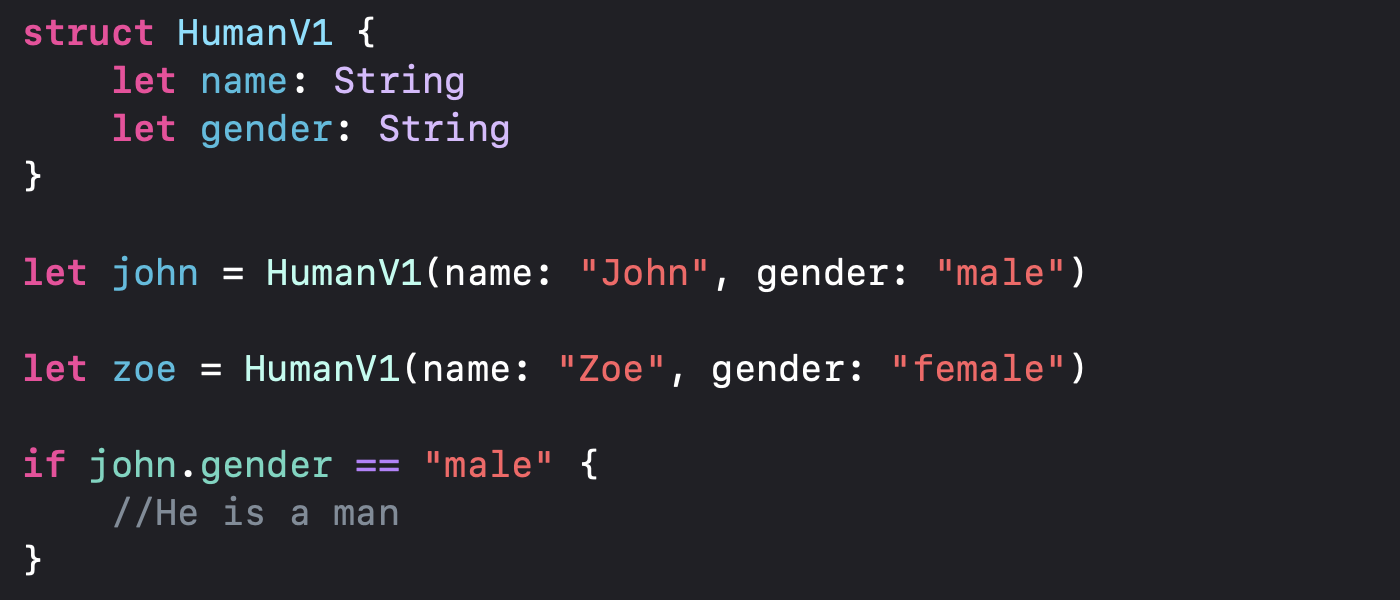 struct HumanV1 {
    let name: String
    let gender: String
}
let john = HumanV1(name: "John", gender: "male")
let zoe = HumanV1(name: "Zoe", gender: "female")
if john.gender == "male" {
    //He is a man
}